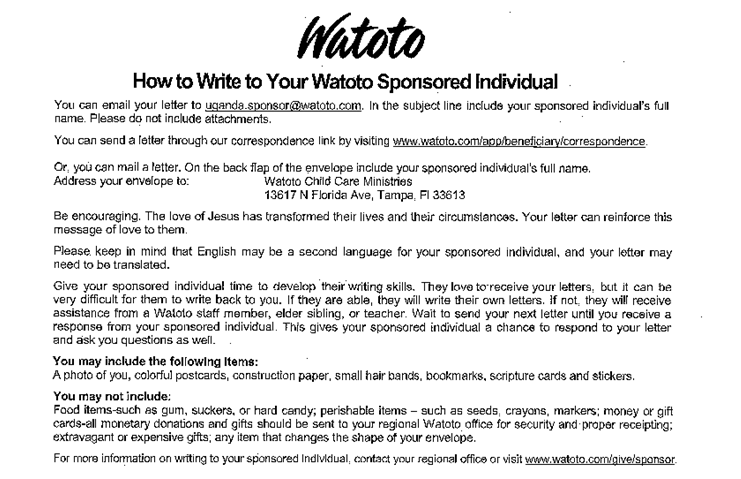 Watoto
How to Write to Your Watoto Sponsored Individual
You can email your letter to uganda.sponsor@watoto.com. In the subject line include your sponsored individual's full
name. Please do not include attachments.
You can send a letter through our correspondence link by visiting www.watoto.com/app/beneficiary/correspondence.
Or, you can mail a letter. On the back flap of the envelope include your sponsored individual's full name.
Address your envelope to: Watoto Child Care Ministries
13617 N Florida Ave, Tampa, Fl 33613
Be encouraging. The love of Jesus has transformed their lives and their circumstances. Your letter can reinforce this
message of love to them.
Please keep in mind that English may be a second language for your sponsored individual, and your letter may
need to be translated.
Give your sponsored individual time to develop their writing skills. They love to receive your letters, but it can be
very difficult for them to write back to you. If they are able, they will write their own letters. If not, they will receive
assistance from a Watoto staff member, elder sibling, or teacher. Wait to send your next letter until you receive a
response from your sponsored individual. This gives your sponsored individual a chance to respond to your letter
and ask you questions as well.
You may include the following items:
A photo of you, colorful postcards, construction paper, small hair bands, bookmarks, scripture cards and stickers.
You may not include:
Food items-such as gum, suckers, or hard candy; perishable items – such as seeds, crayons, markers; money or gift
cards-all monetary donations and gifts should be sent to your regional Watoto office for security and proper receipting;
extravagant or expensive gifts; any item that changes the shape of your envelope.
For more information on writing to your sponsored individual, contact your regional office or visit www.watoto.com/give/sponsor.